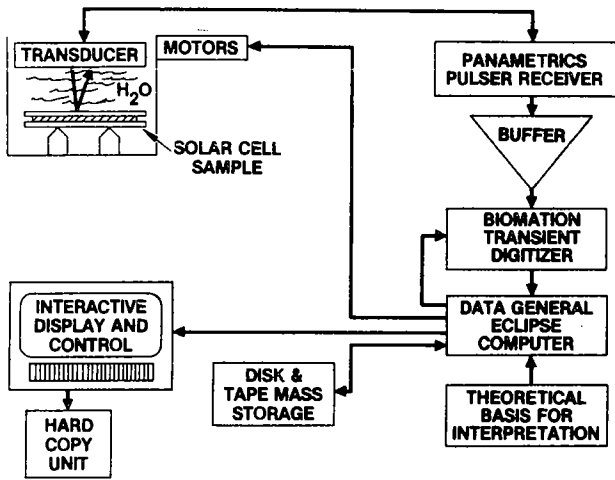 TRANSDUCER
MOTORS
H2O
SOLAR CELL
SAMPLE
PANAMETRICS
PULSER RECEIVER
BUFFER
BIOMATION
TRANSIENT
DIGITIZER
INTERACTIVE
DISPLAY AND
CONTROL
DATA GENERAL
ECLIPSE
COMPUTER
DISK &
TAPE MASS
STORAGE
THEORETICAL
BASIS FOR
INTERPRETATION
HARD
COPY
UNIT